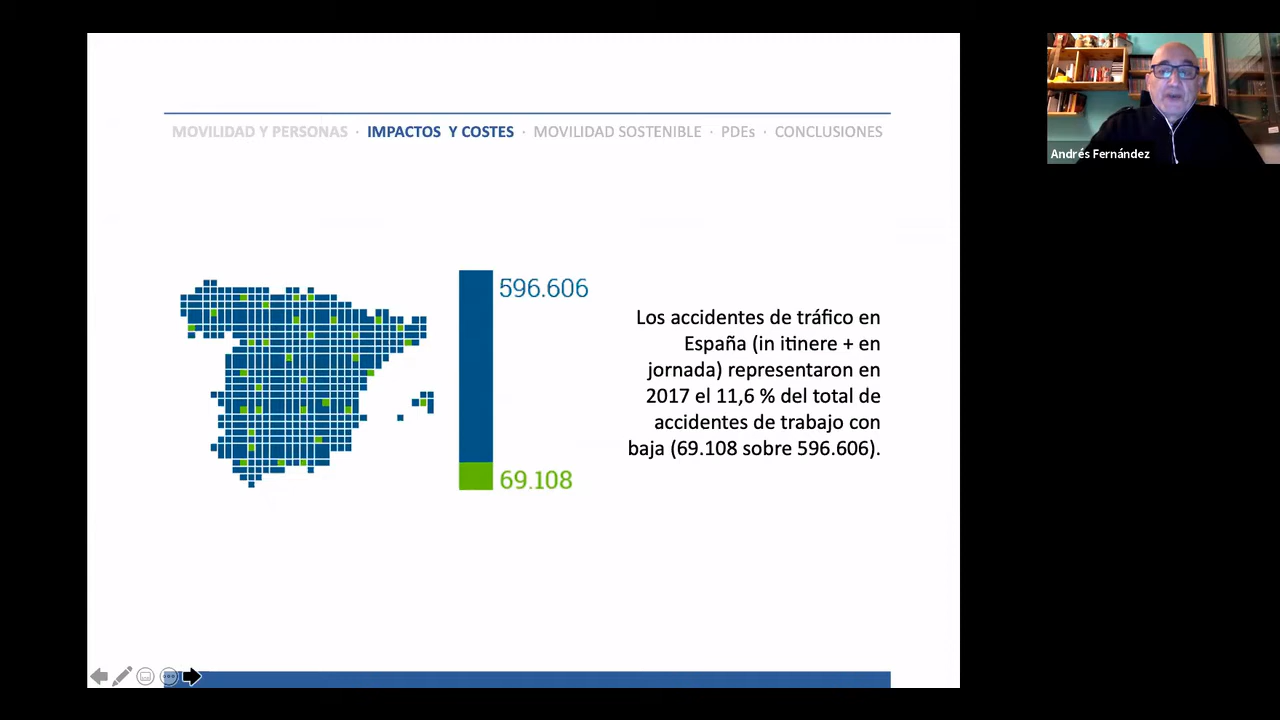 MOVILIDAD Y PERSONAS · IMPACTOS Y COSTES · MOVILIDAD SOSTENIBLE · PDEs · CONCLUSIONES
Andrés Fernández
596.606
69.108
Los accidentes de tráfico en
España (in itinere + en
jornada) representaron en
2017 el 11,6 % del total de
accidentes de trabajo con
baja (69.108 sobre 596.606).